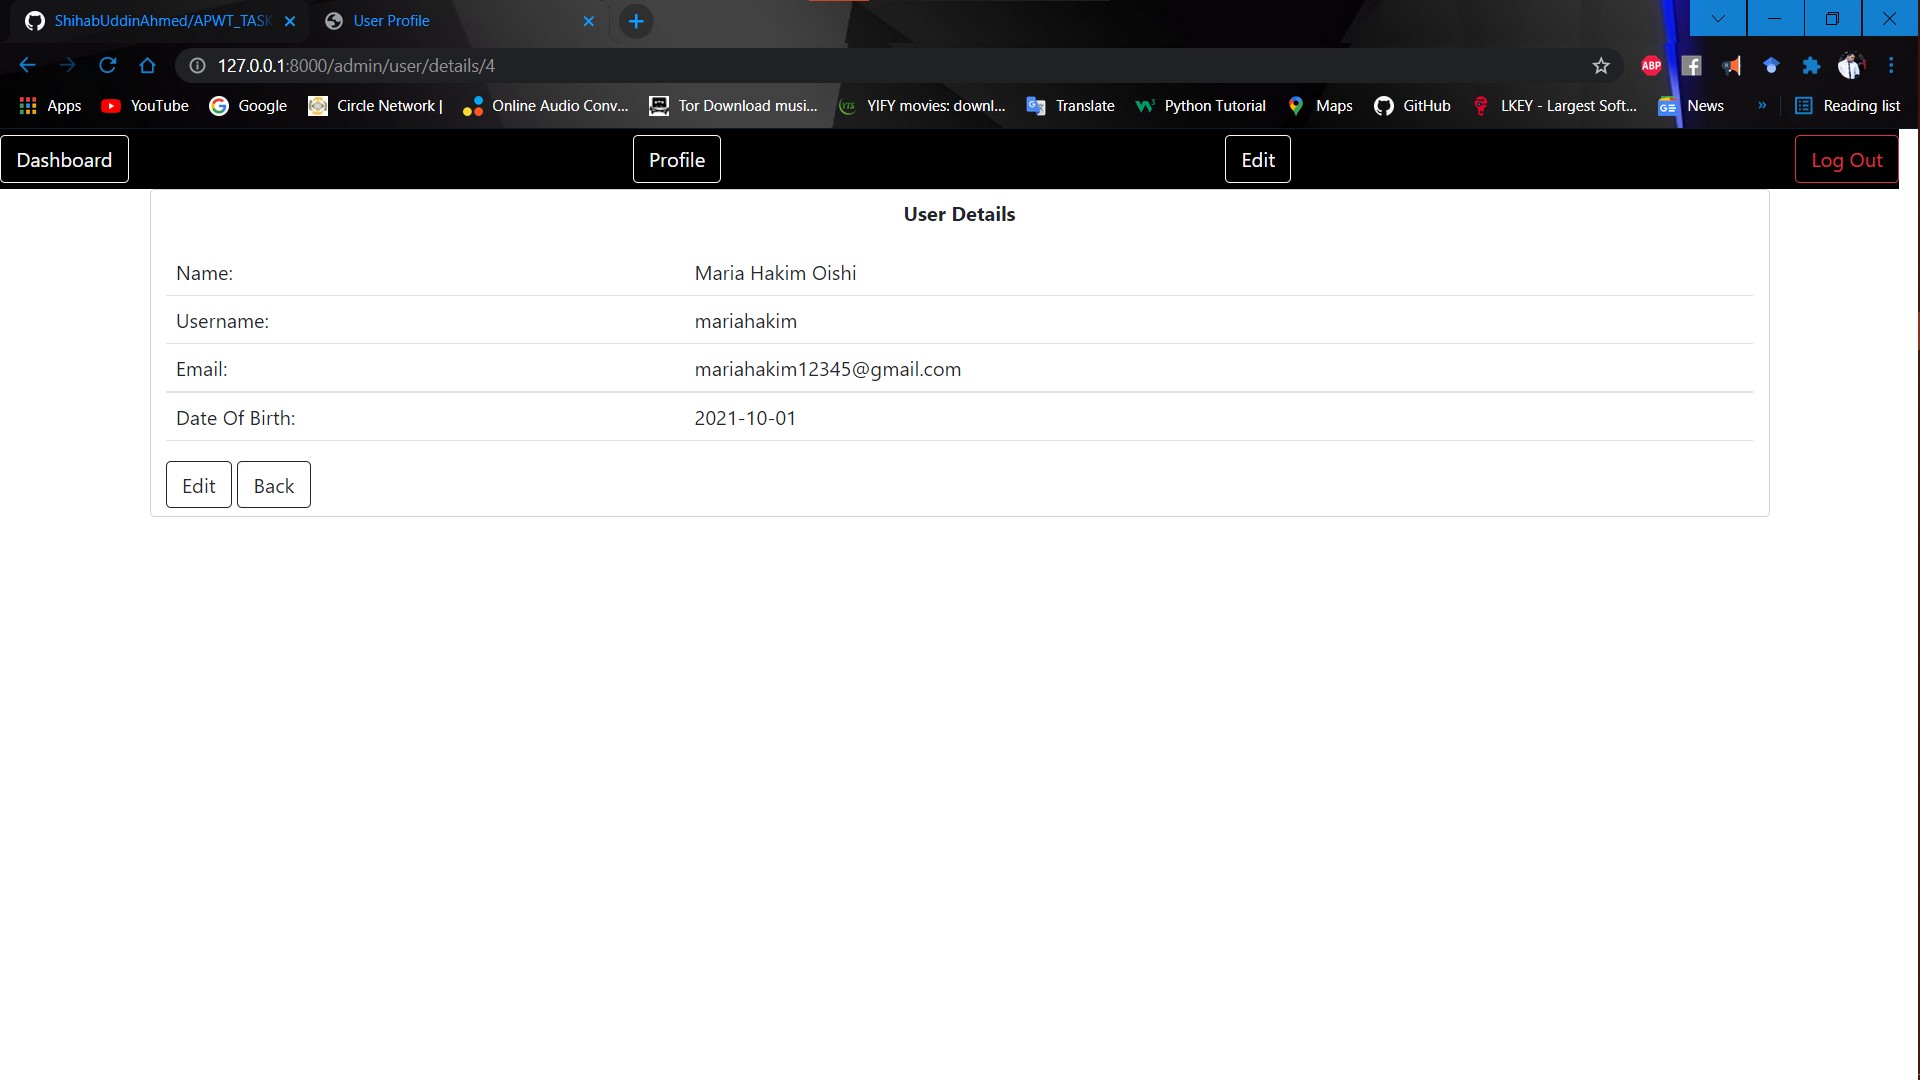 ShihabUddinAhmed/APWT_TASK
User Profile
127.0.0.1:8000/admin/user/details/4
ABP
Apps
YouTube
Google
Circle Network |
Online Audio Conv...
Tor Download musi...
YIFY movies: downl...
Translate
Python Tutorial
Maps
GitHub
LKEY - Largest Soft...
News
»
Reading list
Dashboard
Profile
Edit
Log Out
User Details
Name: Maria Hakim Oishi
Username: mariahakim
Email: mariahakim12345@gmail.com
Date Of Birth: 2021-10-01
Edit Back